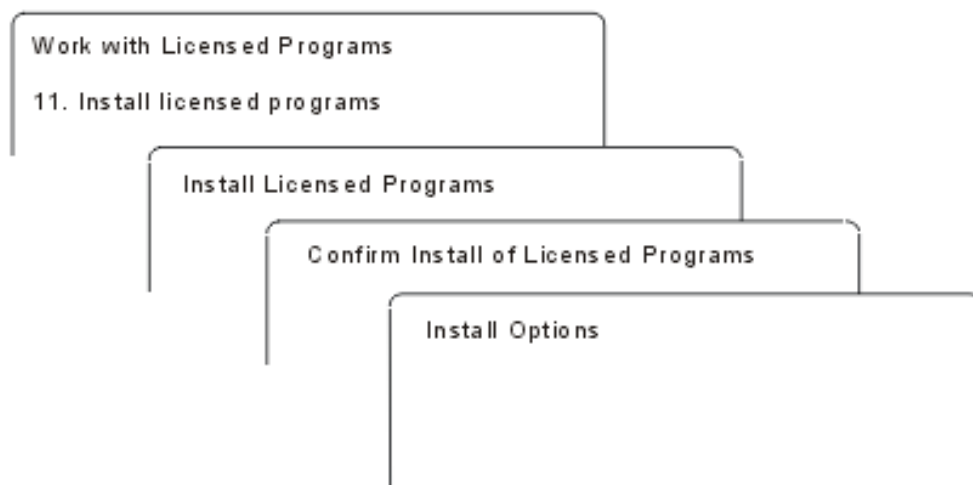 Work with Licensed Programs
11. Install licensed programs
Install Licensed Programs
Confirm Install of Licensed Programs
Install Options